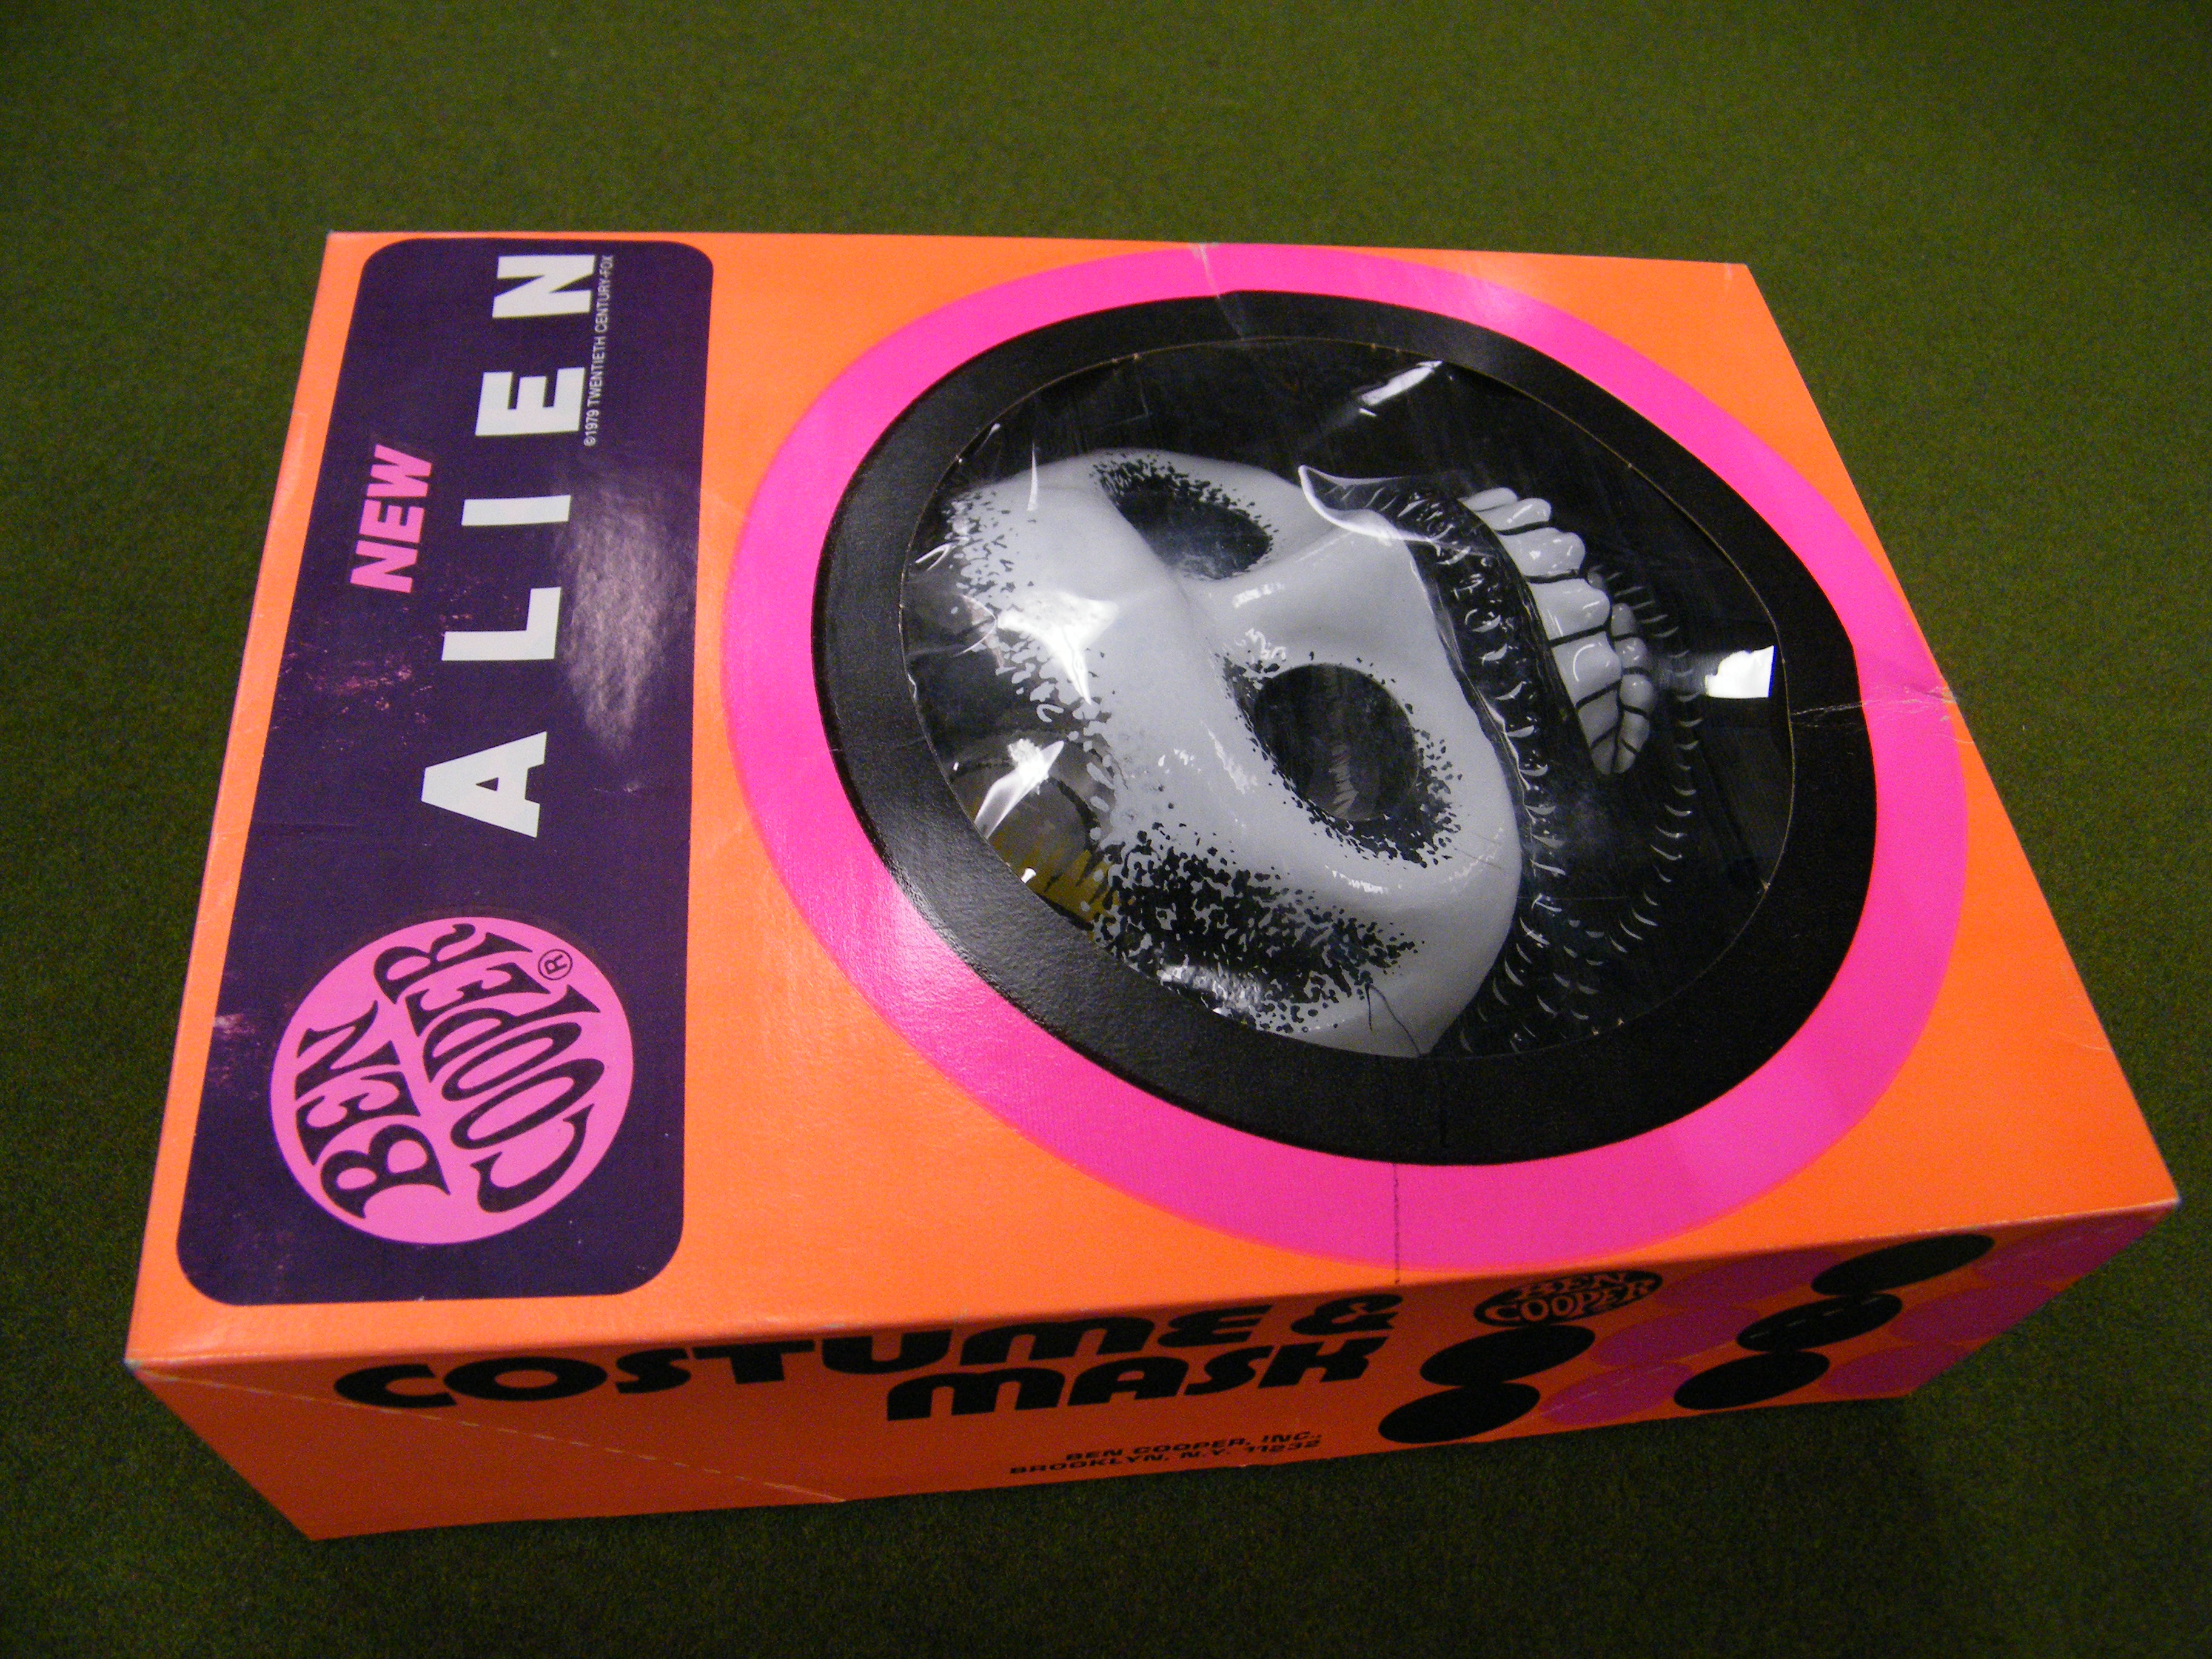 NEW
ALIEN
©1979 TWENTIETH CENTURY-FOX
BEN
COOPER®
COSTUME &
MASK
BEN COOPER, INC.,
BROOKLYN, N.Y. 11232
BEN
COOPER